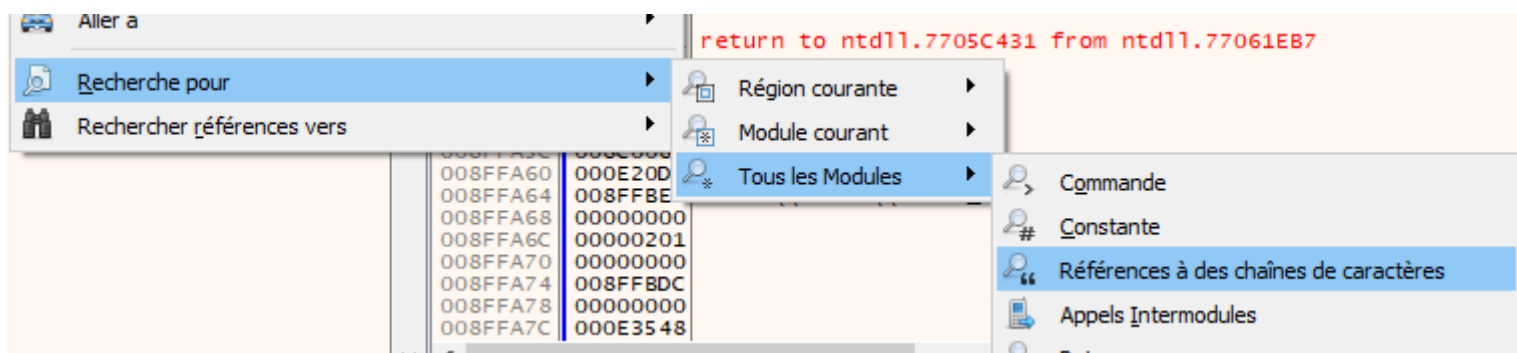 Aller à
return to ntdll.7705C431 from ntdll.77061EB7
Recherche pour
Région courante
Rechercher références vers
Module courant
008FFA60 000E20D
Tous les Modules
Commande
008FFA64 008FFBE
008FFA68 00000000
Constante
008FFA6C 00000201
008FFA70 00000000
Références à des chaînes de caractères
008FFA74 008FFBDC
008FFA78 00000000
Appels Intermodules
008FFA7C 000E3548